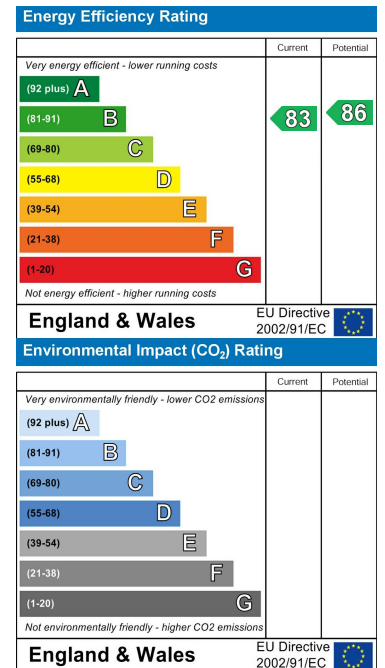 Energy Efficiency Rating
Current Potential
Very energy efficient - lower running costs
(92 plus) A
(81-91) B
(69-80) C
(55-68) D
(39-54) E
(21-38) F
(1-20) G
83 86
Not energy efficient - higher running costs
England & Wales
EU Directive
2002/91/EC
Environmental Impact (CO₂) Rating
Current Potential
Very environmentally friendly - lower CO2 emissions
(92 plus) A
(81-91) B
(69-80) C
(55-68) D
(39-54) E
(21-38) F
(1-20) G
Not environmentally friendly - higher CO2 emissions
England & Wales
EU Directive
2002/91/EC